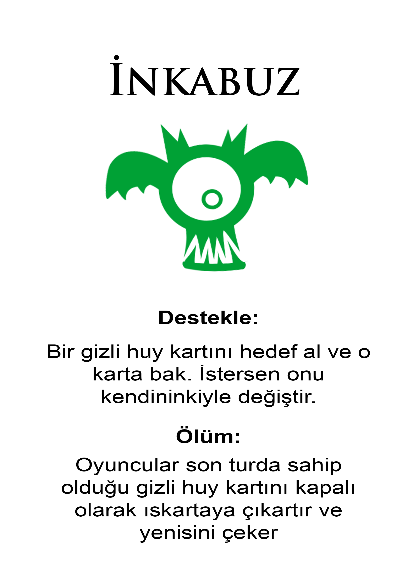 İNKABUZ
Destekle:
Bir gizli huy kartını hedef al ve o
karta bak. İstersen onu
kendininkiyle değiştir.
Ölüm:
Oyuncular son turda sahip
olduğu gizli huy kartını kapalı
olarak ıskartaya çıkartır ve
yenisini çeker